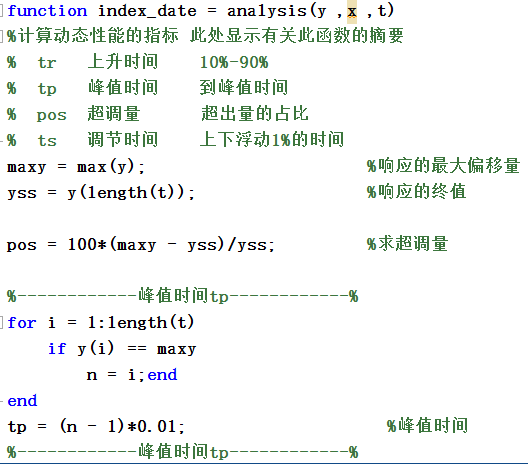 function index_date = analysis(y ,x ,t)
%计算动态性能的指标 此处显示有关此函数的摘要
% tr 上升时间 10%-90%
% tp 峰值时间 到峰值时间
% pos 超调量 超出量的占比
% ts 调节时间 上下浮动1%的时间
maxy = max(y); %响应的最大偏移量
yss = y(length(t)); %响应的终值
pos = 100*(maxy - yss)/yss; %求超调量
%------------峰值时间tp------------%
for i = 1:length(t)
if y(i) == maxy
n = i;end
end
tp = (n - 1)*0.01; %峰值时间
%------------峰值时间tp------------%